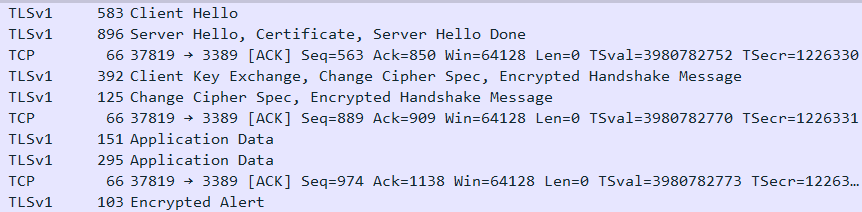 TLSv1 583 Client Hello
TLSv1 896 Server Hello, Certificate, Server Hello Done
TCP 66 37819 → 3389 [ACK] Seq=563 Ack=850 Win=64128 Len=0 TSval=3980782752 TSecr=1226330
TLSv1 392 Client Key Exchange, Change Cipher Spec, Encrypted Handshake Message
TLSv1 125 Change Cipher Spec, Encrypted Handshake Message
TCP 66 37819 → 3389 [ACK] Seq=889 Ack=909 Win=64128 Len=0 TSval=3980782770 TSecr=1226331
TLSv1 151 Application Data
TLSv1 295 Application Data
TCP 66 37819 → 3389 [ACK] Seq=974 Ack=1138 Win=64128 Len=0 TSval=3980782773 TSecr=12263…
TLSv1 103 Encrypted Alert